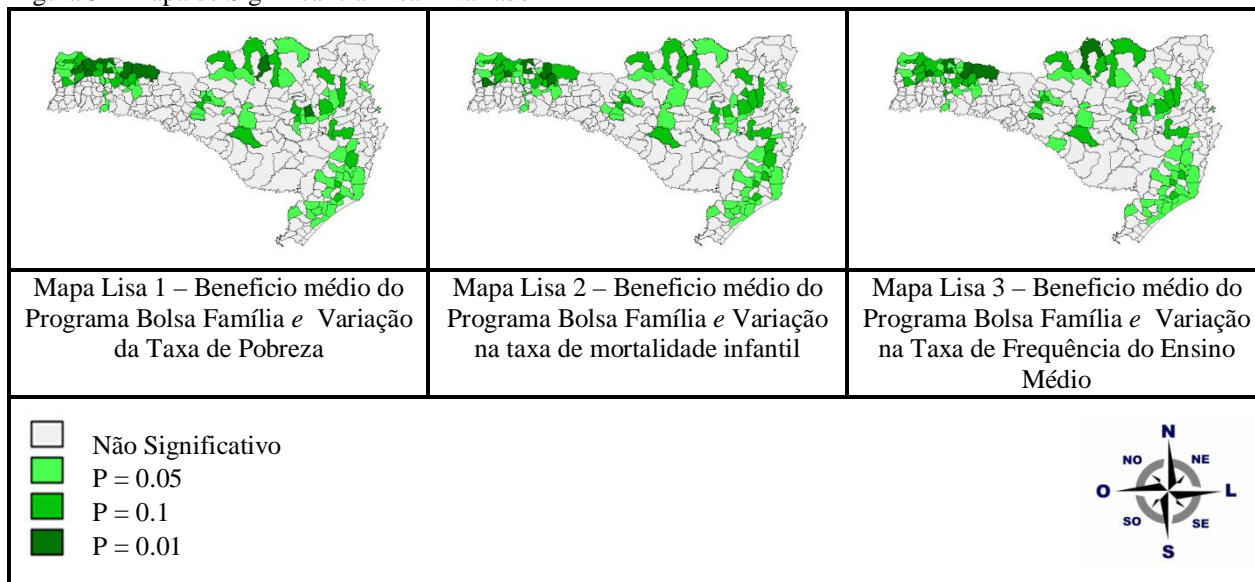 Mapa Lisa 1 – Beneficio médio do
Programa Bolsa Família e Variação
da Taxa de Pobreza
Mapa Lisa 2 – Beneficio médio do
Programa Bolsa Família e Variação
na taxa de mortalidade infantil
Mapa Lisa 3 – Beneficio médio do
Programa Bolsa Família e Variação
na Taxa de Frequência do Ensino
Médio
Não Significativo
P = 0.05
P = 0.1
P = 0.01
N
NO NE
O L
SO SE
S